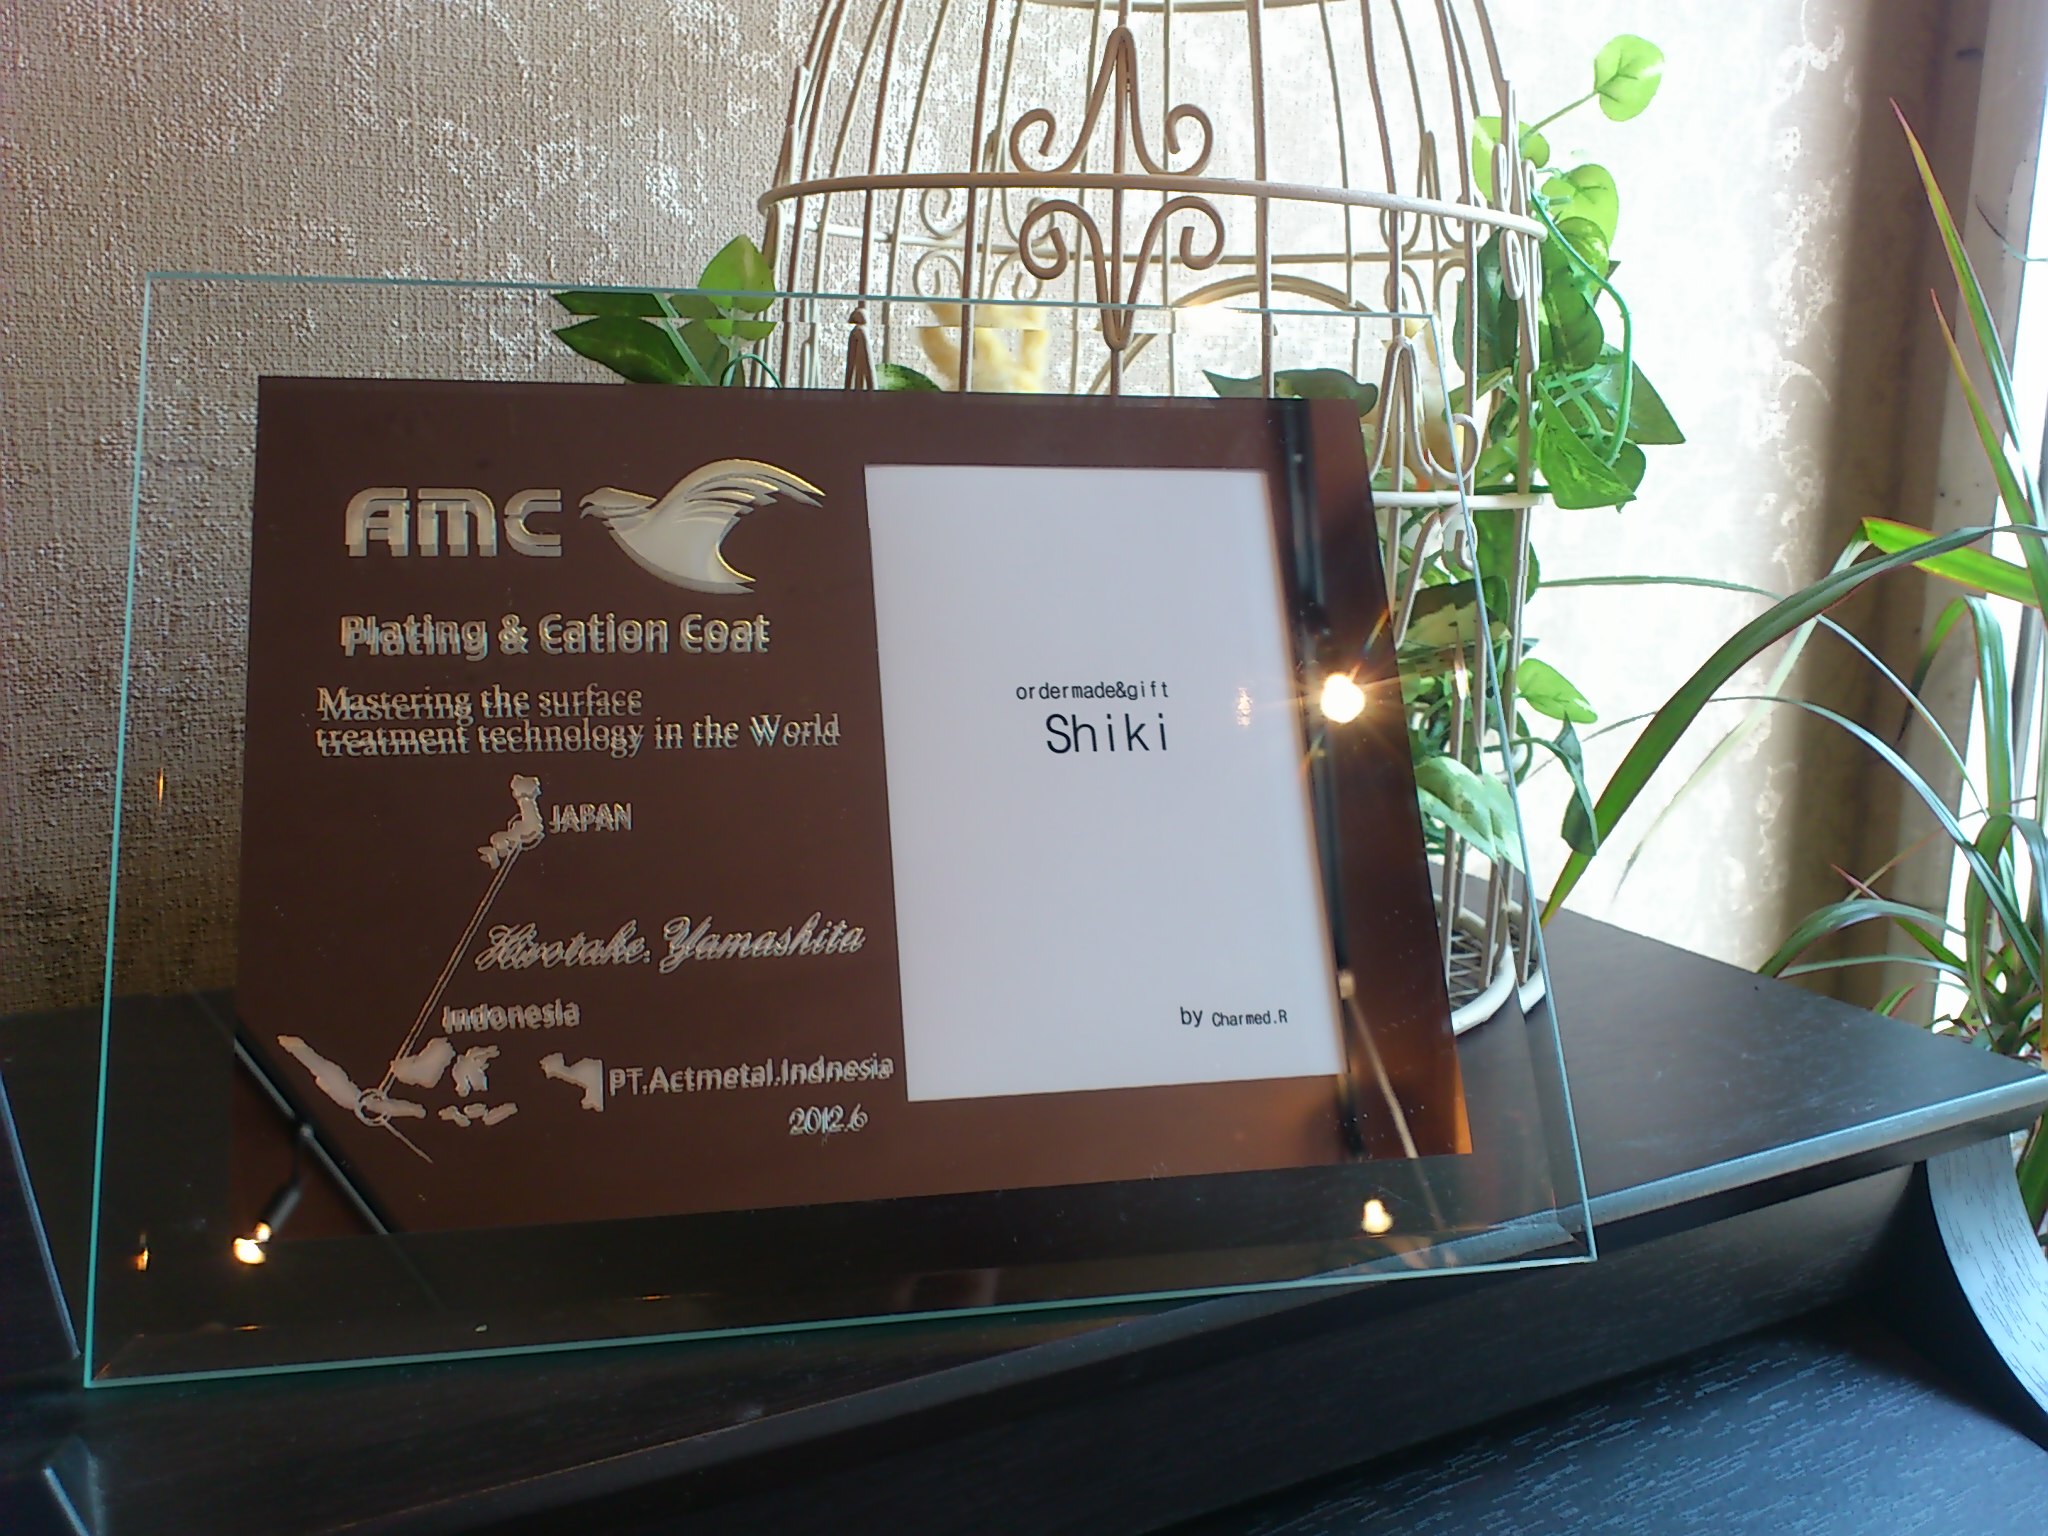 AMC
Plating & Cation Coat
Mastering the surface
treatment technology in the World
JAPAN
Hirotake. Yamashita
Indonesia
PT.Actmetal.Indnesia
2012.6
ordermade&gift
Shiki
by Charmed.R